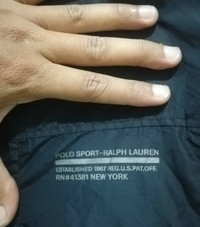 POLO SPORT-RALPH LAUREN
ESTABLISHED 1967 REG.U.S.PAT.OFF.
RN#41381 NEW YORK